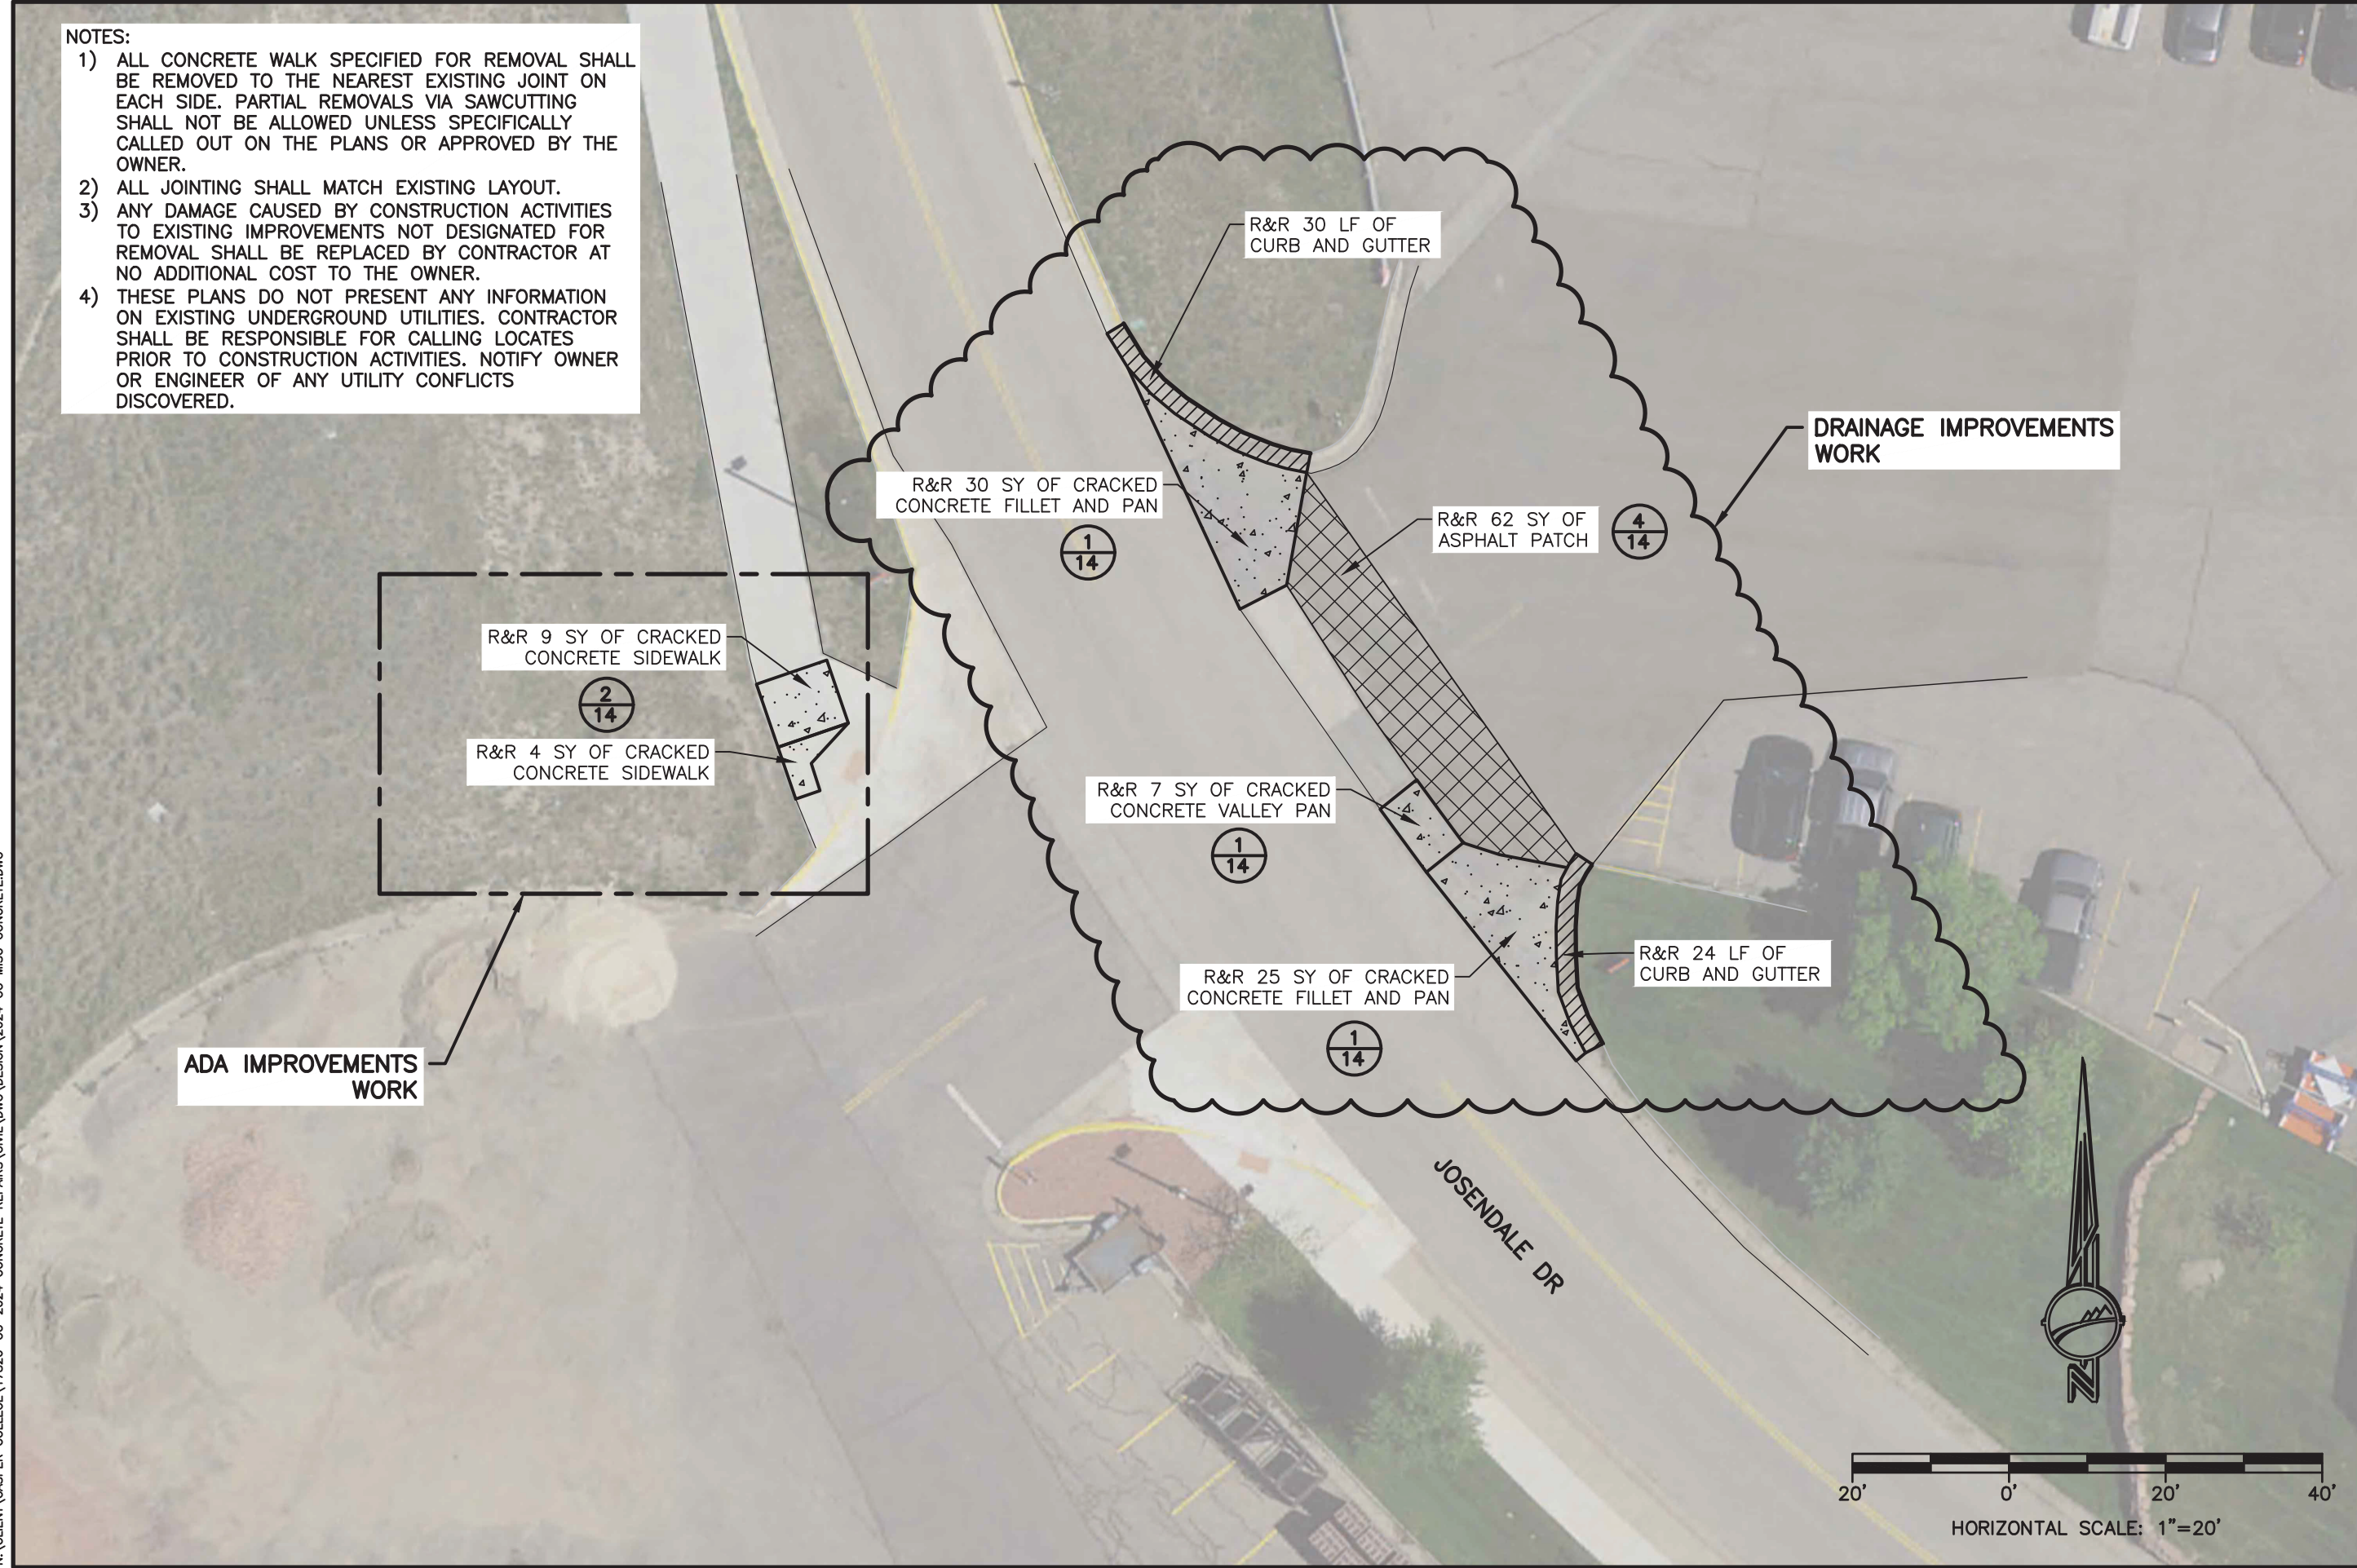 NOTES:
1) ALL CONCRETE WALK SPECIFIED FOR REMOVAL SHALL
BE REMOVED TO THE NEAREST EXISTING JOINT ON
EACH SIDE. PARTIAL REMOVALS VIA SAWCUTTING
SHALL NOT BE ALLOWED UNLESS SPECIFICALLY
CALLED OUT ON THE PLANS OR APPROVED BY THE
OWNER.
2) ALL JOINTING SHALL MATCH EXISTING LAYOUT.
3) ANY DAMAGE CAUSED BY CONSTRUCTION ACTIVITIES
TO EXISTING IMPROVEMENTS NOT DESIGNATED FOR
REMOVAL SHALL BE REPLACED BY CONTRACTOR AT
NO ADDITIONAL COST TO THE OWNER.
4) THESE PLANS DO NOT PRESENT ANY INFORMATION
ON EXISTING UNDERGROUND UTILITIES. CONTRACTOR
SHALL BE RESPONSIBLE FOR CALLING LOCATES
PRIOR TO CONSTRUCTION ACTIVITIES. NOTIFY OWNER
OR ENGINEER OF ANY UTILITY CONFLICTS
DISCOVERED.
R&R 30 LF OF
CURB AND GUTTER
DRAINAGE IMPROVEMENTS
WORK
R&R 30 SY OF CRACKED
CONCRETE FILLET AND PAN
1
14
R&R 62 SY OF
ASPHALT PATCH
4
14
R&R 9 SY OF CRACKED
CONCRETE SIDEWALK
2
14
R&R 4 SY OF CRACKED
CONCRETE SIDEWALK
R&R 7 SY OF CRACKED
CONCRETE VALLEY PAN
1
14
R&R 24 LF OF
CURB AND GUTTER
R&R 25 SY OF CRACKED
CONCRETE FILLET AND PAN
1
14
ADA IMPROVEMENTS
WORK
JOSENDALE DR
N
20' 0' 20' 40'
HORIZONTAL SCALE: 1"=20'